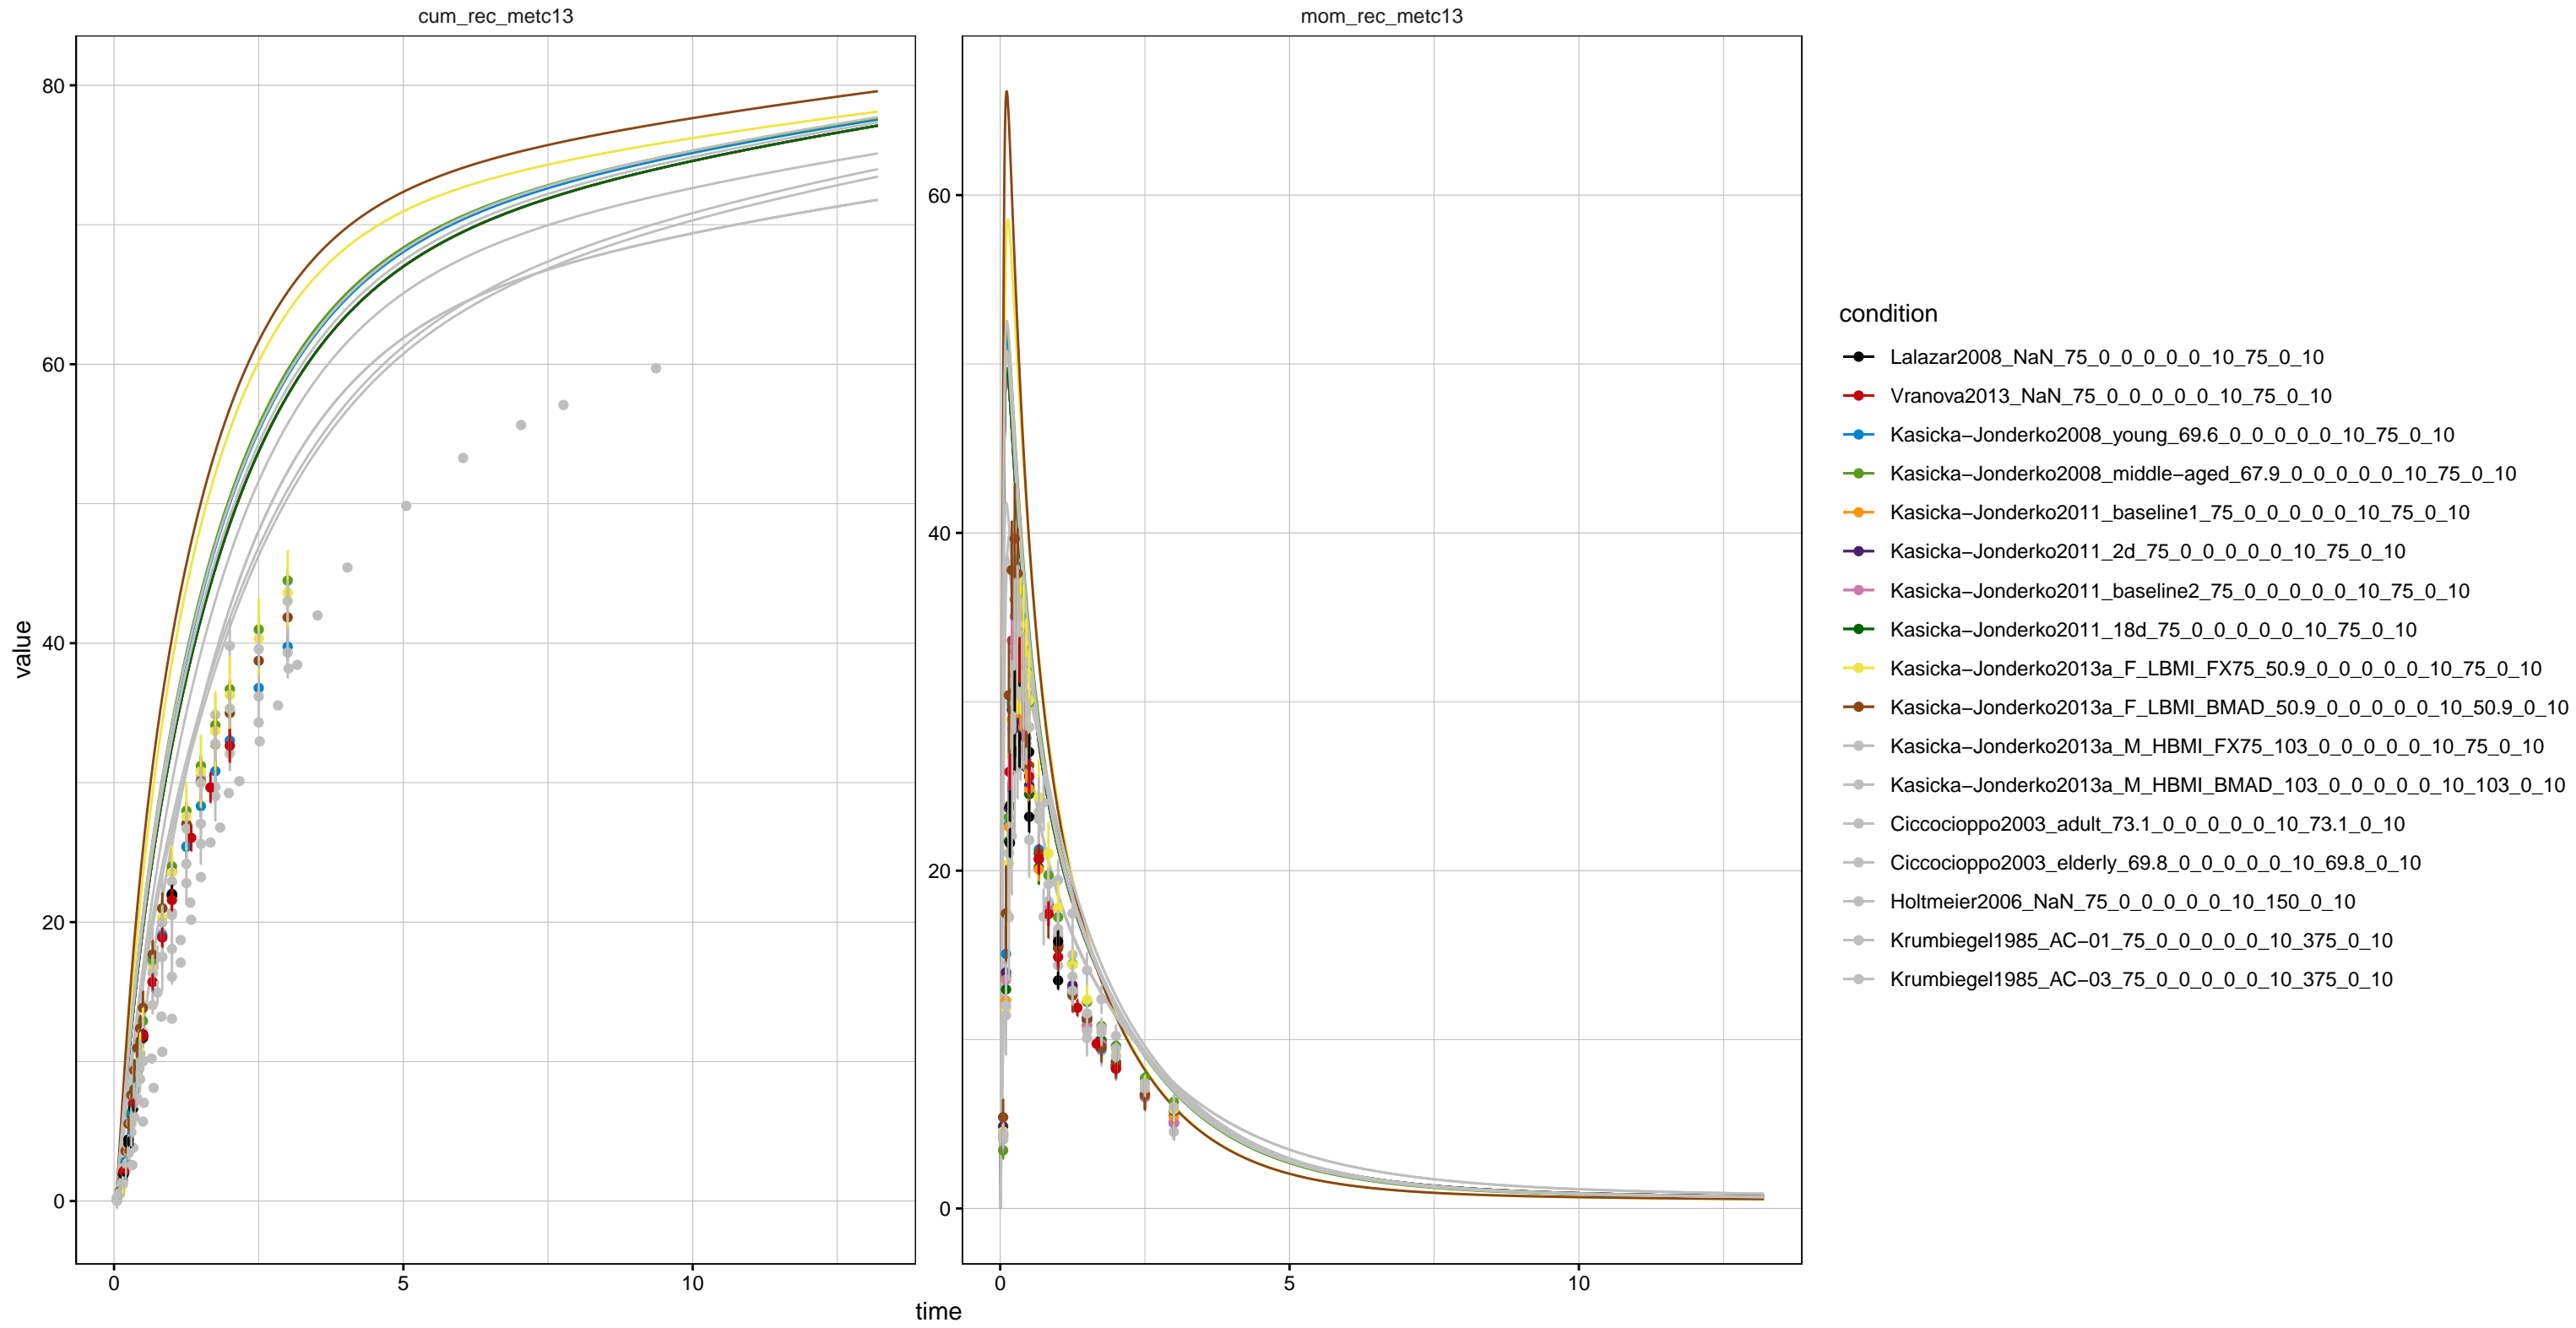 cum_rec_metc13
mom_rec_metc13
80
60
40
20
0
60
40
20
0
value
0
5
10
0
5
10
time
condition
Lalazar2008_NaN_75_0_0_0_0_0_10_75_0_10
Vranova2013_NaN_75_0_0_0_0_0_10_75_0_10
Kasicka−Jonderko2008_young_69.6_0_0_0_0_0_10_75_0_10
Kasicka−Jonderko2008_middle−aged_67.9_0_0_0_0_0_10_75_0_10
Kasicka−Jonderko2011_baseline1_75_0_0_0_0_0_10_75_0_10
Kasicka−Jonderko2011_2d_75_0_0_0_0_0_10_75_0_10
Kasicka−Jonderko2011_baseline2_75_0_0_0_0_0_10_75_0_10
Kasicka−Jonderko2011_18d_75_0_0_0_0_0_10_75_0_10
Kasicka−Jonderko2013a_F_LBMI_FX75_50.9_0_0_0_0_0_10_75_0_10
Kasicka−Jonderko2013a_F_LBMI_BMAD_50.9_0_0_0_0_0_10_50.9_0_10
Kasicka−Jonderko2013a_M_HBMI_FX75_103_0_0_0_0_0_10_75_0_10
Kasicka−Jonderko2013a_M_HBMI_BMAD_103_0_0_0_0_0_10_103_0_10
Ciccocioppo2003_adult_73.1_0_0_0_0_0_10_73.1_0_10
Ciccocioppo2003_elderly_69.8_0_0_0_0_0_10_69.8_0_10
Holtmeier2006_NaN_75_0_0_0_0_0_10_150_0_10
Krumbiegel1985_AC−01_75_0_0_0_0_0_10_375_0_10
Krumbiegel1985_AC−03_75_0_0_0_0_0_10_375_0_10